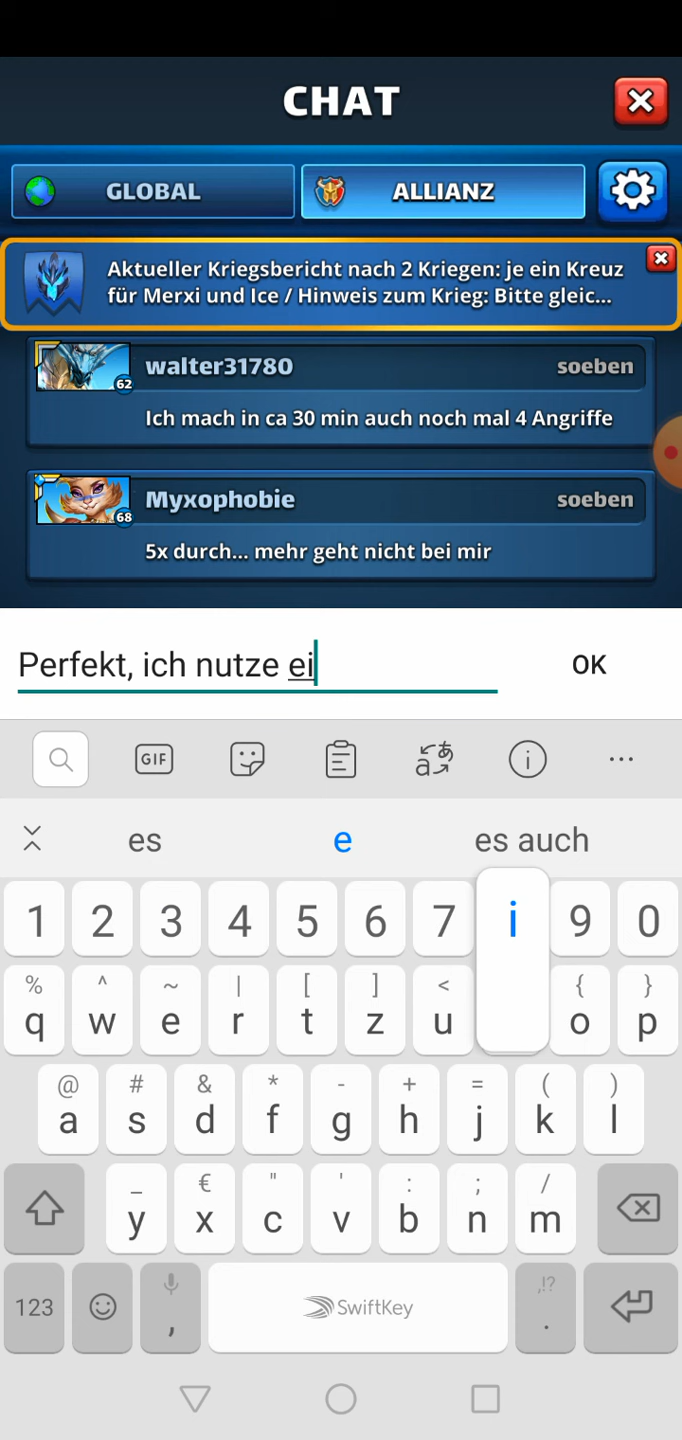 CHAT
GLOBAL
ALLIANZ
Aktueller Kriegsbericht nach 2 Kriegen: je ein Kreuz
für Merxi und Ice / Hinweis zum Krieg: Bitte gleic...
walter31780
soeben
62
Ich mach in ca 30 min auch noch mal 4 Angriffe
Myxophobie
soeben
68
5x durch... mehr geht nicht bei mir
Perfekt, ich nutze ei
OK
GIF
es
e
es auch
1 2 3 4 5 6 7 i 9 0
% ^ ~ | [ ] < { }
q w e r t z u o p
@ # & * - + = ( )
a s d f g h j k l
_ € " ' : ; /
y x c v b n m
123
,
SwiftKey
,!?
.